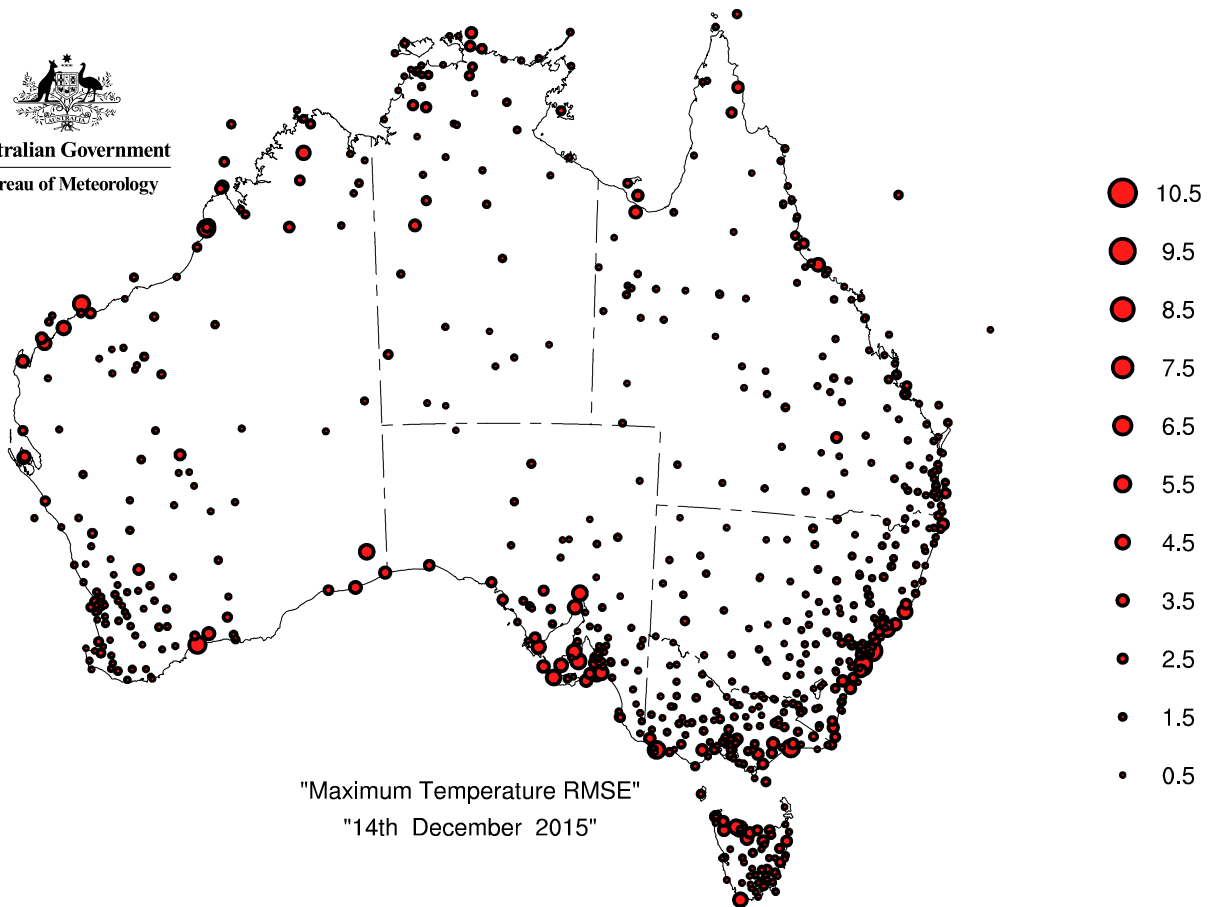 AUSTRALIA
tralian Government
reau of Meteorology
10.5
9.5
8.5
7.5
6.5
5.5
4.5
3.5
2.5
1.5
0.5
"Maximum Temperature RMSE"
"14th December 2015"